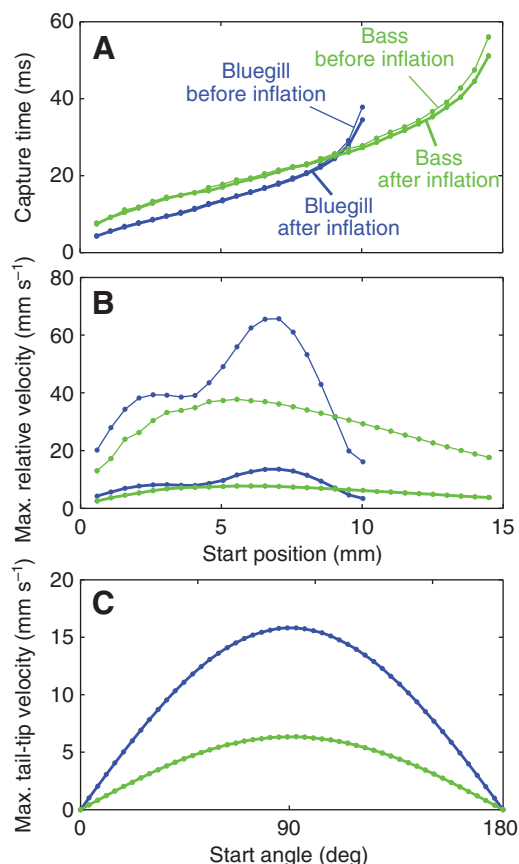 A
60
40
20
0
Capture time (ms)
Bluegill
before inflation
Bass
before inflation
Bass
after inflation
Bluegill
after inflation
B
80
60
40
20
0
Max. relative velocity (mm s⁻¹)
0
5
10
15
Start position (mm)
C
20
15
10
5
0
Max. tail-tip velocity (mm s⁻¹)
0
90
180
Start angle (deg)